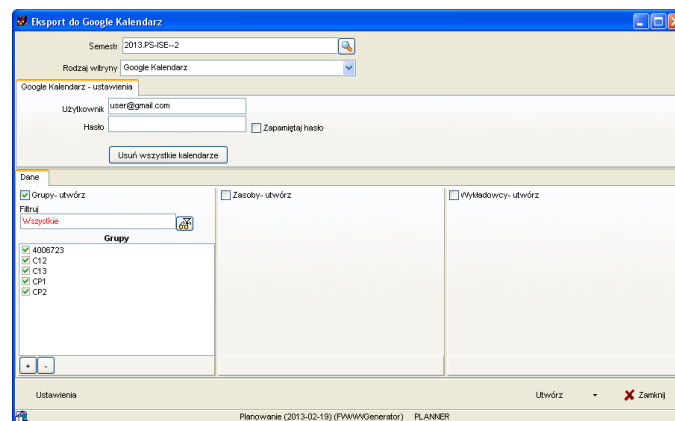 Eksport do Google Kalendarz
Semestr 2013.PS-ISE--2
Rodzaj witryny Google Kalendarz
Google Kalendarz - ustawienia
Użytkownik user@gmail.com
Hasło Zapamiętaj hasło
Usuń wszystkie kalendarze
Dane
Grupy- utwórz Zasoby- utwórz Wykładowcy- utwórz
Filtruj
Wszystkie
Grupy
4006723
C12
C13
CP1
CP2
+ -
Ustawienia Utwórz Zamknij
Planowanie (2013-02-19) (FWWWGenerator) PLANNER